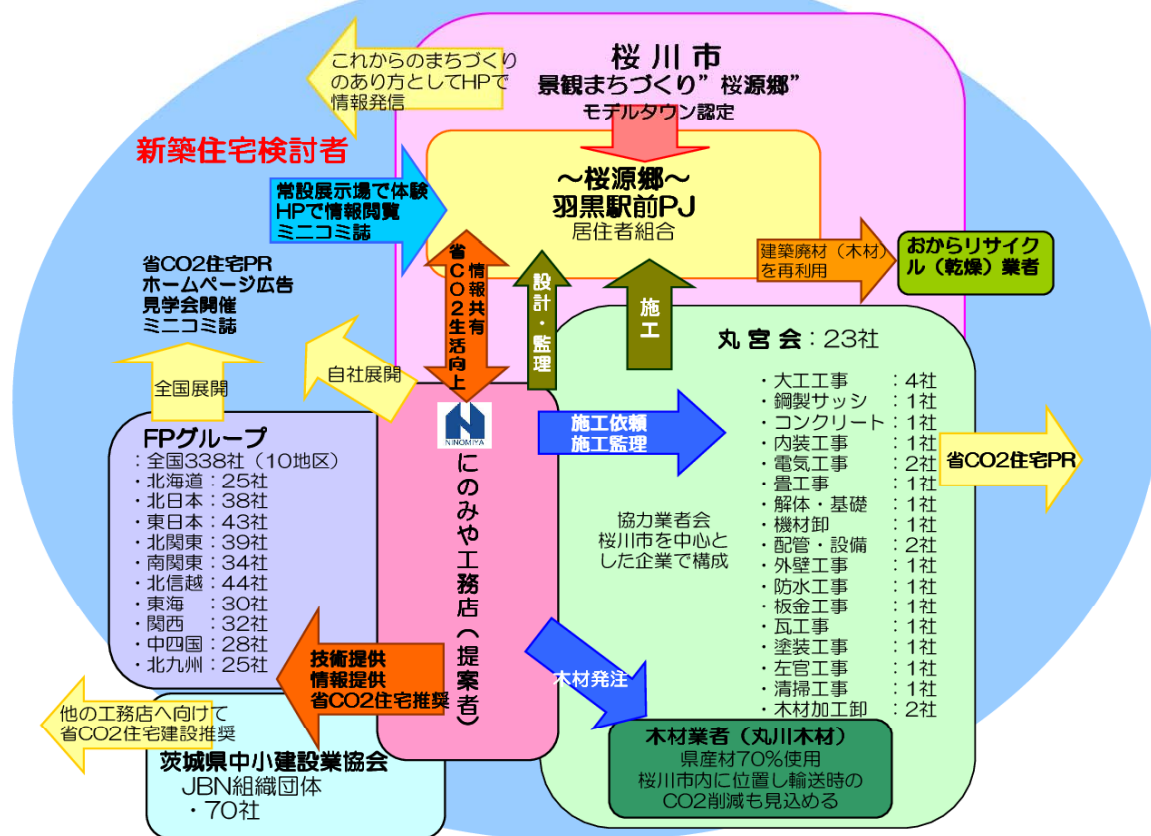 桜川市
景観まちづくり”桜源郷”
モデルタウン認定
これからのまちづくり
のあり方としてHPで
情報発信
新築住宅検討者
常設展示場で体験
HPで情報閲覧
ミニコミ誌
～桜源郷～
羽黒駅前PJ
居住者組合
建築廃材（木材）
を再利用
おからリサイク
ル（乾燥）業者
省CO2住宅PR
ホームページ広告
見学会開催
ミニコミ誌
情報共有
省CO2生活向上
設計・監理
施工
全国展開
自社展開
FPグループ
：全国338社（10地区）
・北海道：25社
・北日本：38社
・東日本：43社
・北関東：39社
・南関東：34社
・北信越：44社
・東海　：30社
・関西　：32社
・中四国：28社
・北九州：25社
NINOMIYA
にのみや工務店（提案者）
施工依頼
施工監理
丸宮会：23社
・大工工事　：4社
・鋼製サッシ　：1社
・コンクリート：1社
・内装工事　：1社
・電気工事　：2社
・畳工事　：1社
・解体・基礎　：1社
・機材卸　：1社
・配管・設備　：2社
・外壁工事　：1社
・防水工事　：1社
・板金工事　：1社
・瓦工事　：1社
・塗装工事　：1社
・左官工事　：1社
・清掃工事　：1社
・木材加工卸　：2社
協力業者会
桜川市を中心と
した企業で構成
省CO2住宅PR
技術提供
情報提供
省CO2住宅推奨
木材発注
木材業者（丸川木材）
県産材70%使用
桜川市内に位置し輸送時の
CO2削減も見込める
他の工務店へ向けて
省CO2住宅建設推奨
茨城県中小建設業協会
JBN組織団体
・70社